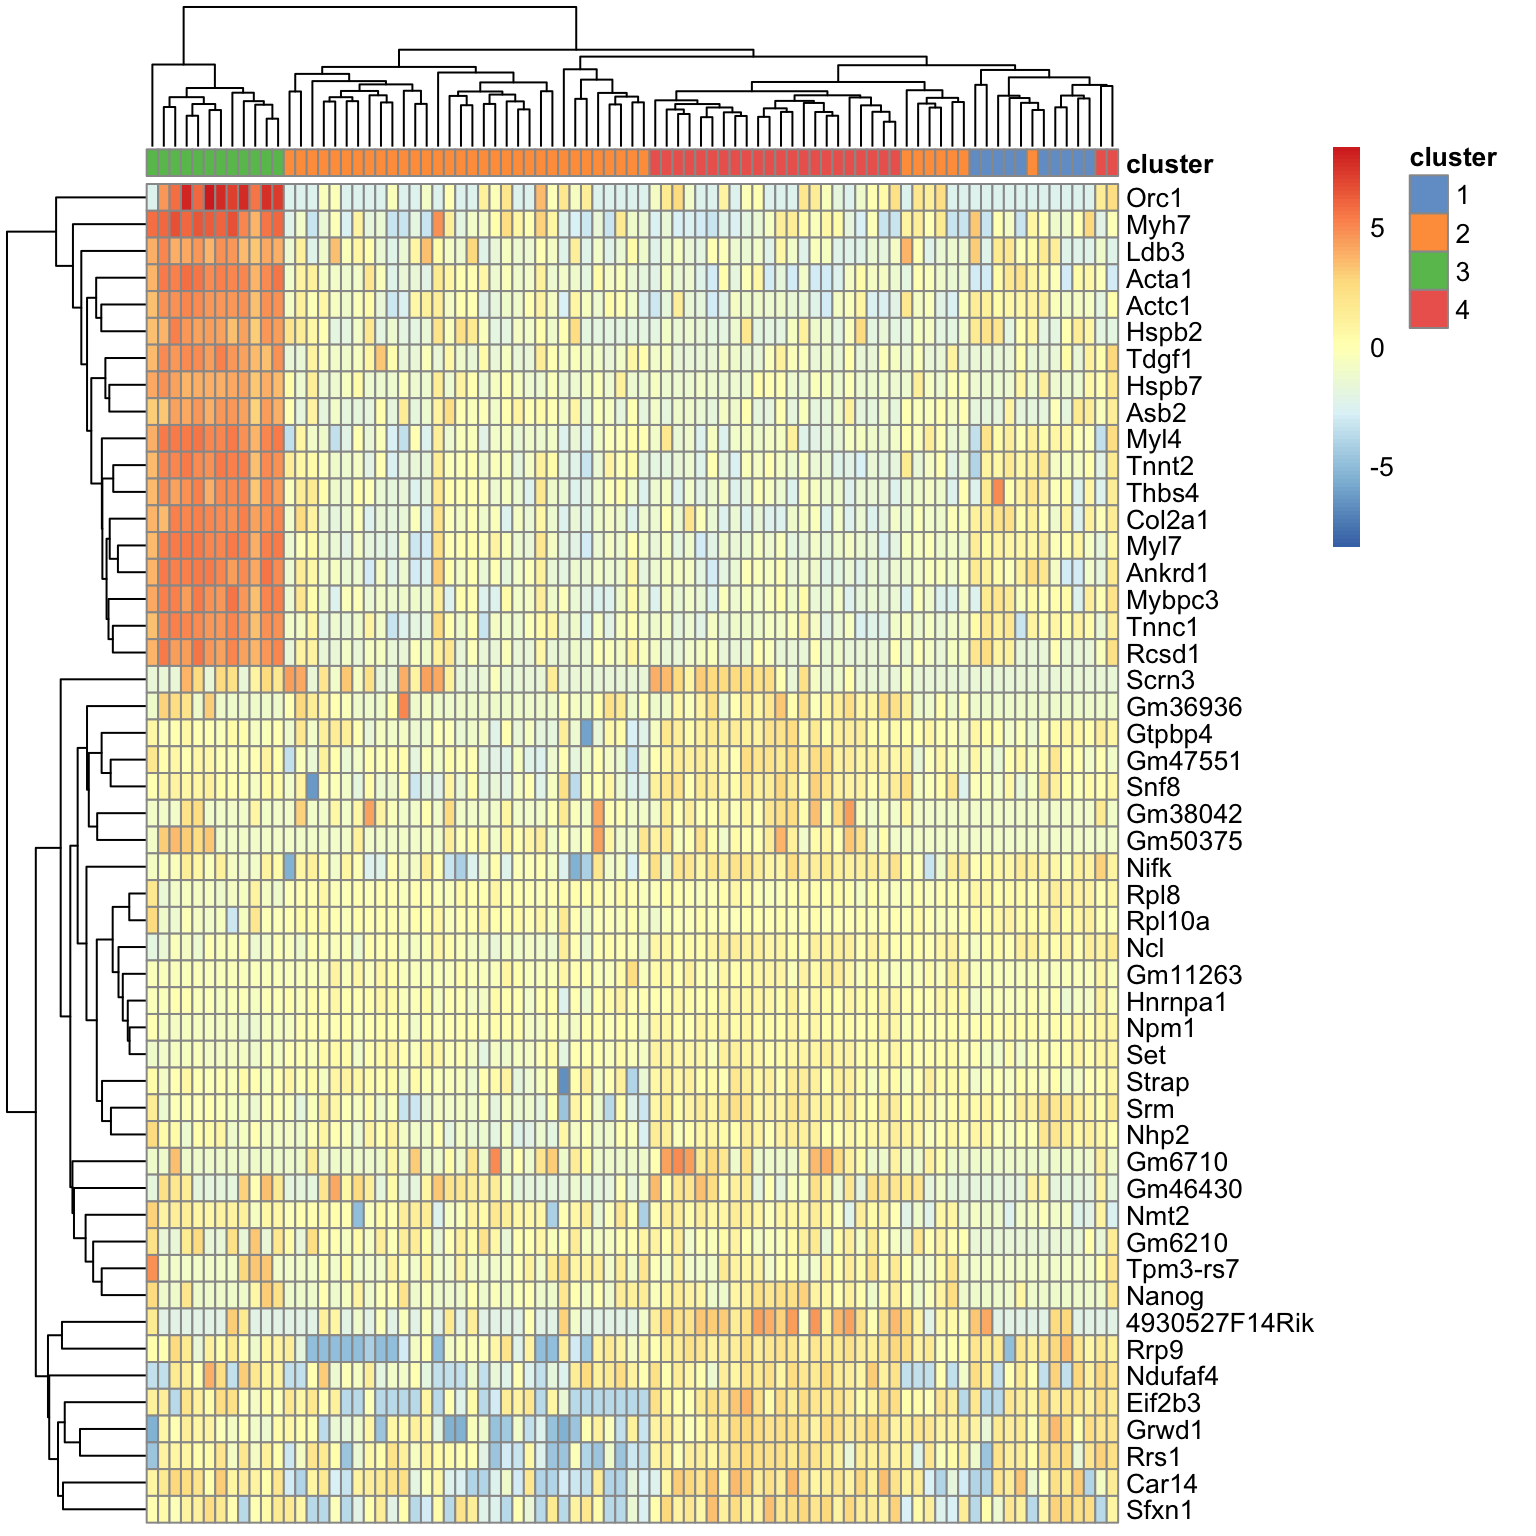 cluster
Orc1
Myh7
Ldb3
Acta1
Actc1
Hspb2
Tdgf1
Hspb7
Asb2
Myl4
Tnnt2
Thbs4
Col2a1
Myl7
Ankrd1
Mybpc3
Tnnc1
Rcsd1
Scrn3
Gm36936
Gtpbp4
Gm47551
Snf8
Gm38042
Gm50375
Nifk
Rpl8
Rpl10a
Ncl
Gm11263
Hnrnpa1
Npm1
Set
Strap
Srm
Nhp2
Gm6710
Gm46430
Nmt2
Gm6210
Tpm3-rs7
Nanog
4930527F14Rik
Rrp9
Ndufaf4
Eif2b3
Grwd1
Rrs1
Car14
Sfxn1
5
0
-5
cluster
1
2
3
4